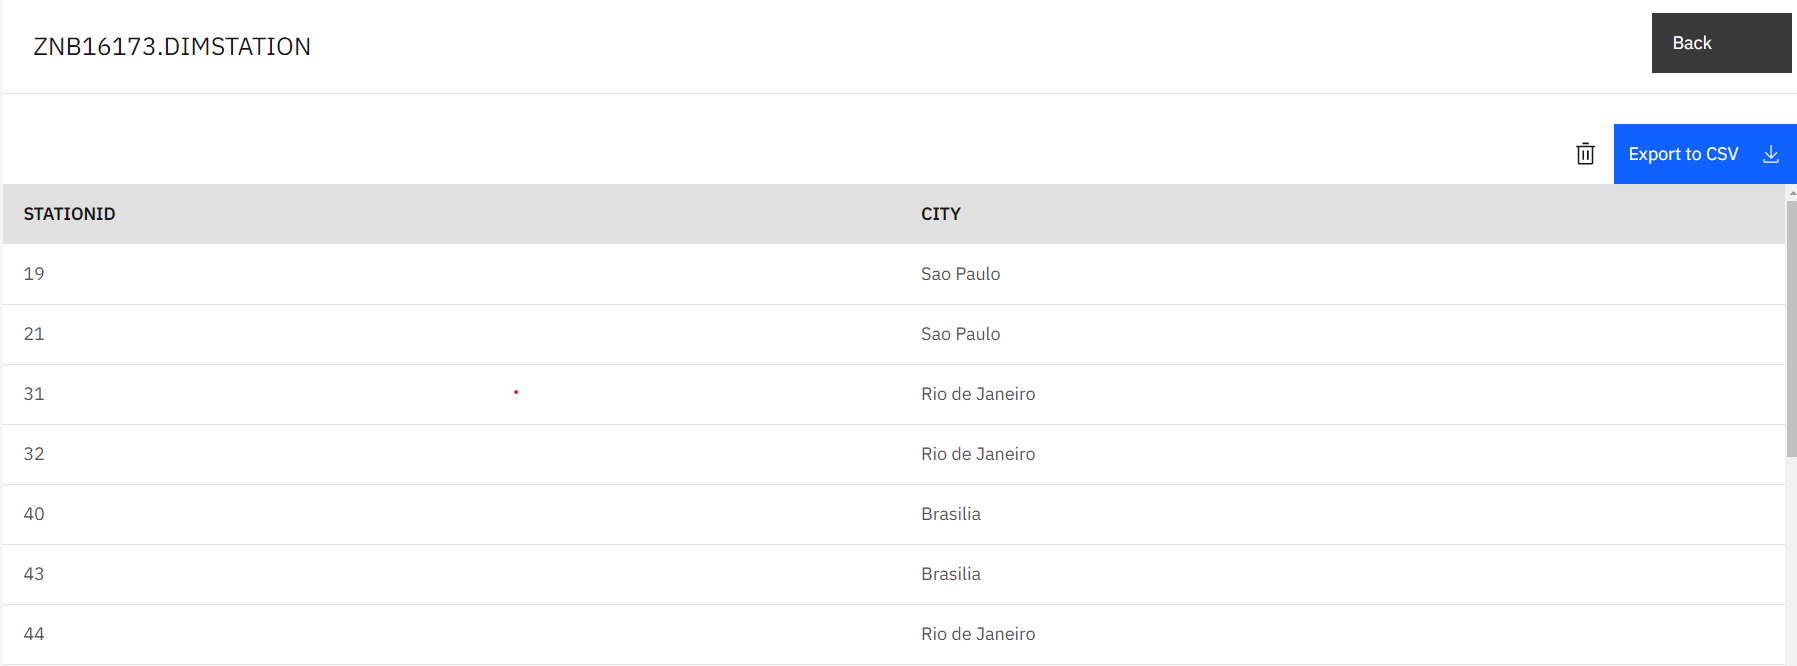 ZNB16173.DIMSTATION
Back
Export to CSV
STATIONID CITY
19 Sao Paulo
21 Sao Paulo
31 Rio de Janeiro
32 Rio de Janeiro
40 Brasilia
43 Brasilia
44 Rio de Janeiro